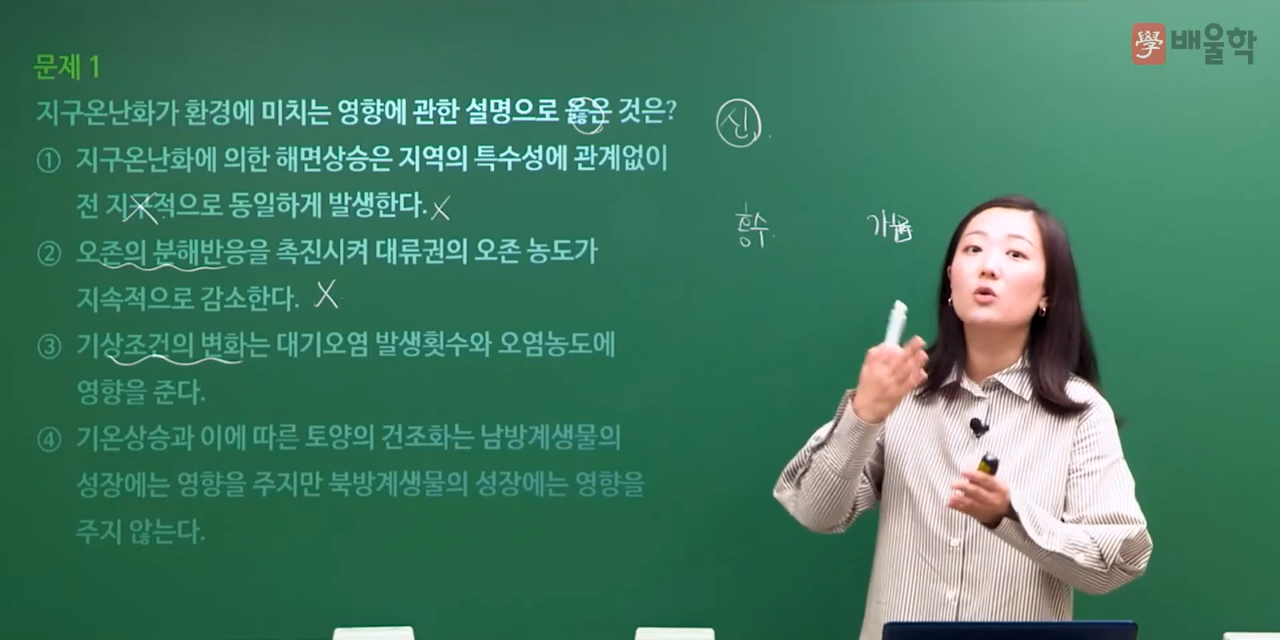 學 배울학
문제 1
지구온난화가 환경에 미치는 영향에 관한 설명으로 옳은 것은?
① 지구온난화에 의한 해면상승은 지역의 특수성에 관계없이
전 지구적으로 동일하게 발생한다.
② 오존의 분해반응을 촉진시켜 대류권의 오존 농도가
지속적으로 감소한다.
③ 기상조건의 변화는 대기오염 발생횟수와 오염농도에
영향을 준다.
④ 기온상승과 이에 따른 토양의 건조화는 남방계생물의
성장에는 영향을 주지만 북방계생물의 성장에는 영향을
주지 않는다.
신
홍수
가뭄